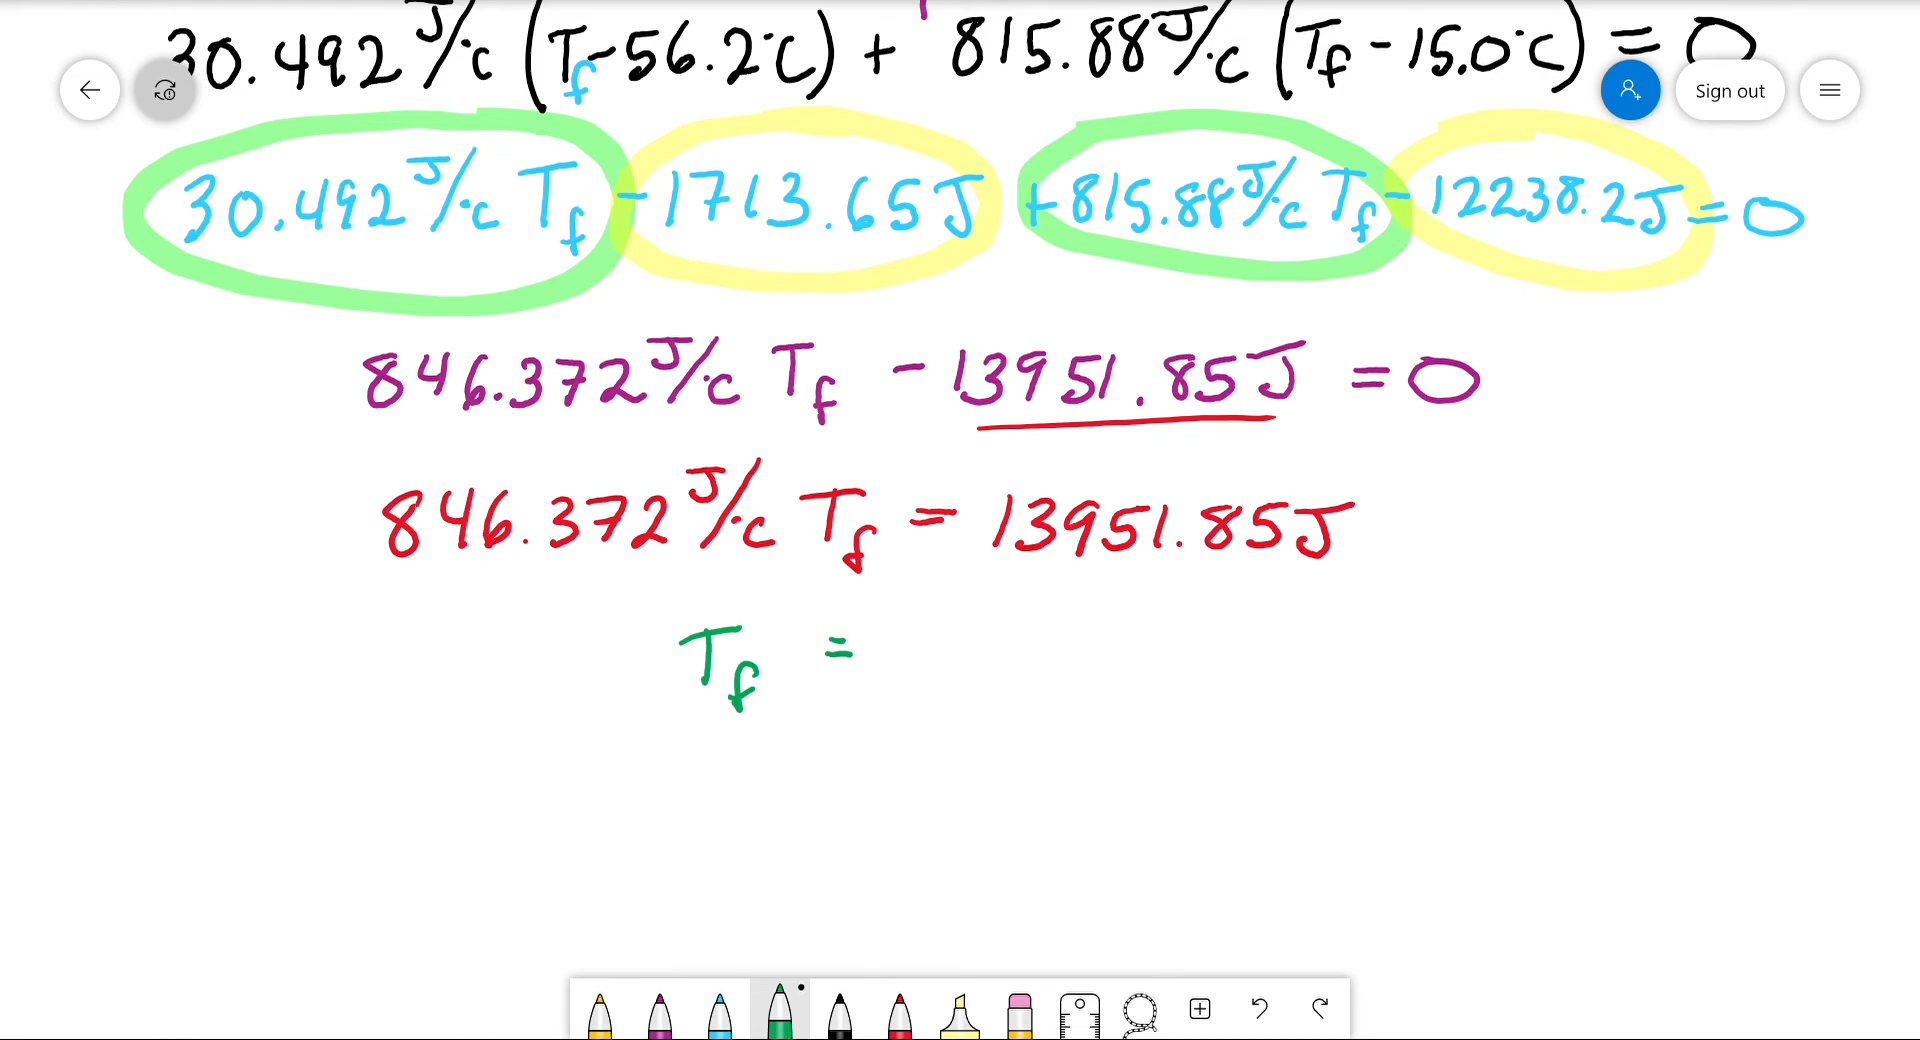 30.492 J/°C (Tf-56.2°C) + 815.88 J/°C (Tf - 15.0°C) = 0
Sign out
30.492 J/°C Tf - 1713.65 J + 815.88 J/°C Tf - 12238.2 J = 0
846.372 J/°C Tf - 13951.85 J = 0
846.372 J/°C Tf = 13951.85 J
Tf =